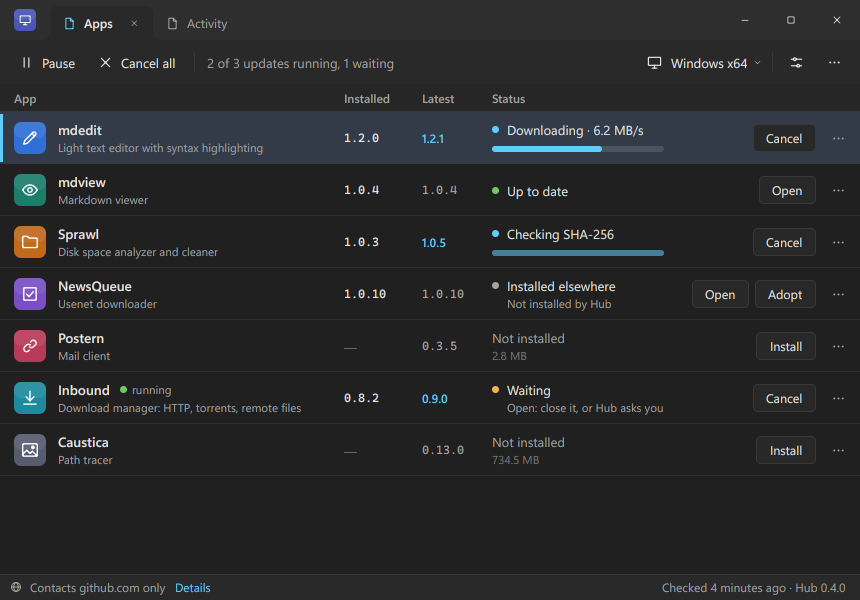 Apps
Activity
Pause
Cancel all
2 of 3 updates running, 1 waiting
Windows x64
App
Installed
Latest
Status
mdedit
Light text editor with syntax highlighting
1.2.0
1.2.1
Downloading · 6.2 MB/s
Cancel
mdview
Markdown viewer
1.0.4
1.0.4
Up to date
Open
Sprawl
Disk space analyzer and cleaner
1.0.3
1.0.5
Checking SHA-256
Cancel
NewsQueue
Usenet downloader
1.0.10
1.0.10
Installed elsewhere
Not installed by Hub
Open
Adopt
Postern
Mail client
—
0.3.5
Not installed
2.8 MB
Install
Inbound
running
Download manager: HTTP, torrents, remote files
0.8.2
0.9.0
Waiting
Open: close it, or Hub asks you
Cancel
Caustica
Path tracer
—
0.13.0
Not installed
734.5 MB
Install
Contacts github.com only
Details
Checked 4 minutes ago · Hub 0.4.0